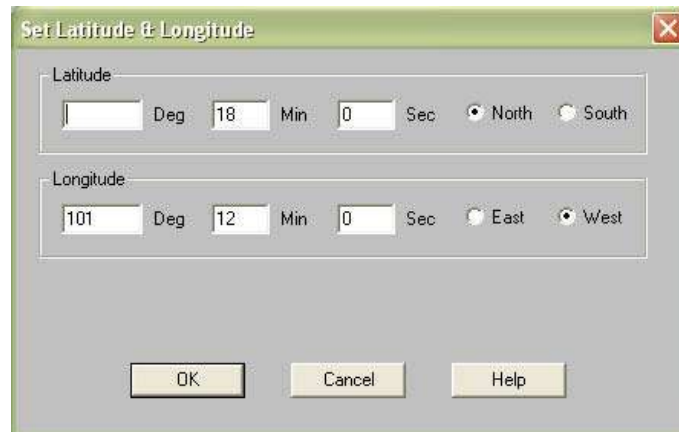 Set Latitude & Longitude
Latitude
Deg 18 Min 0 Sec North South
Longitude
101 Deg 12 Min 0 Sec East West
OK Cancel Help